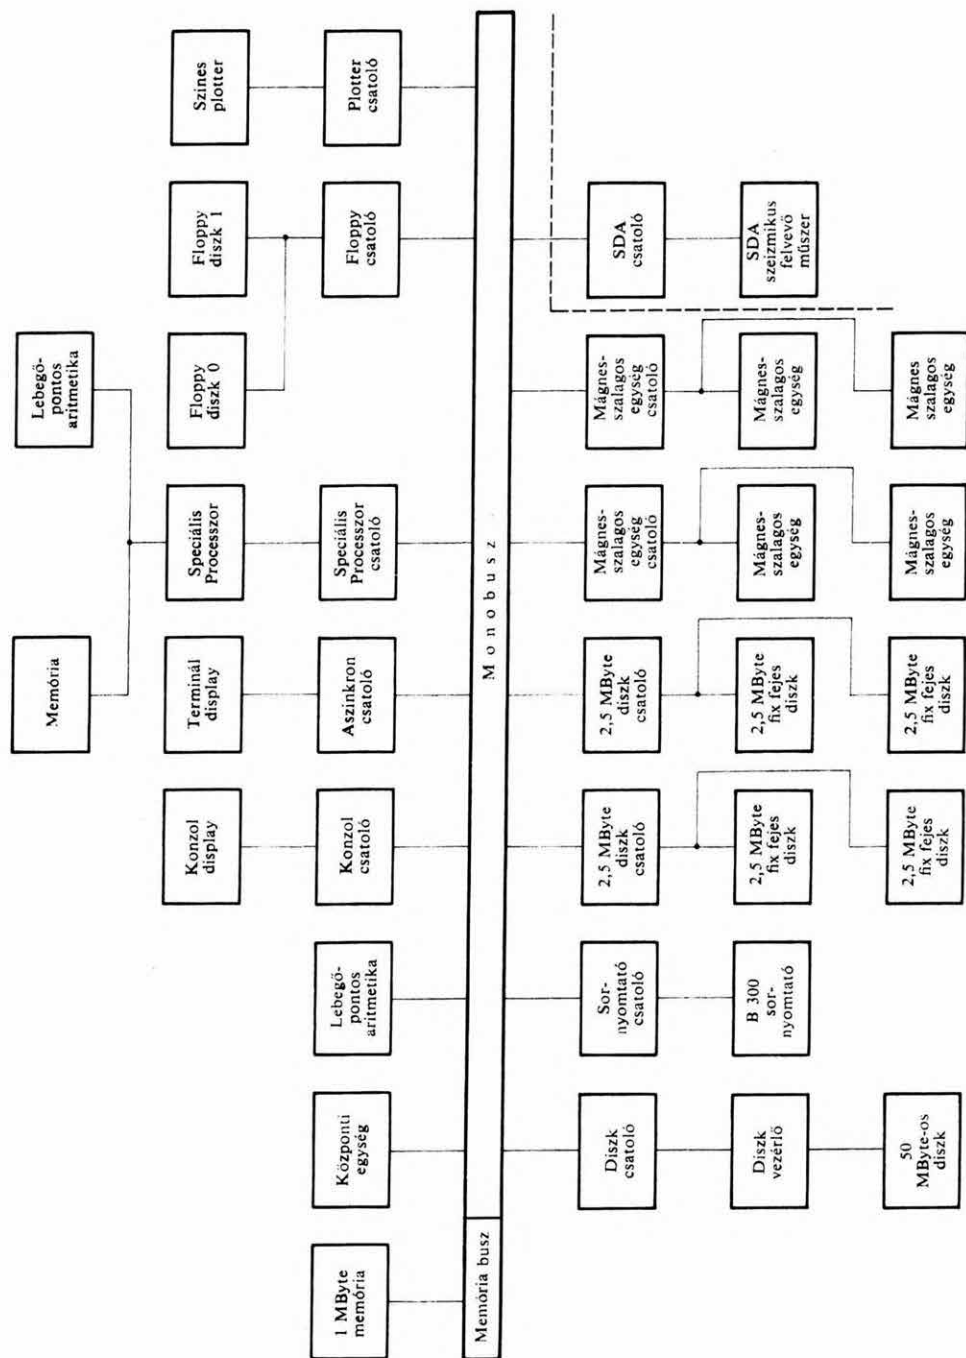 Memória
Lebegő-
pontos
aritmetika
Konzol
display
Terminál
display
Speciális
Processzor
Floppy
diszk 0
Floppy
diszk 1
Színes
plotter
1 MByte
memória
Központi
egység
Lebegő-
pontos
aritmetika
Konzol
csatoló
Aszinkron
csatoló
Speciális
Processzor
csatoló
Floppy
csatoló
Plotter
csatoló
Memória busz
Monobusz
Diszk
csatoló
Sor-
nyomtató
csatoló
2,5 MByte
diszk
csatoló
2,5 MByte
diszk
csatoló
Mágnes-
szalagos
egység
csatoló
Mágnes-
szalagos
egység
csatoló
SDA
csatoló
Diszk
vezérlő
B 300
sor-
nyomtató
2,5 MByte
fix fejes
diszk
2,5 MByte
fix fejes
diszk
Mágnes-
szalagos
egység
Mágnes-
szalagos
egység
SDA
szeizmikus
felvevő
műszer
50
MByte-os
diszk
2,5 MByte
fix fejes
diszk
2,5 MByte
fix fejes
diszk
Mágnes
szalagos
egység
Mágnes
szalagos
egység